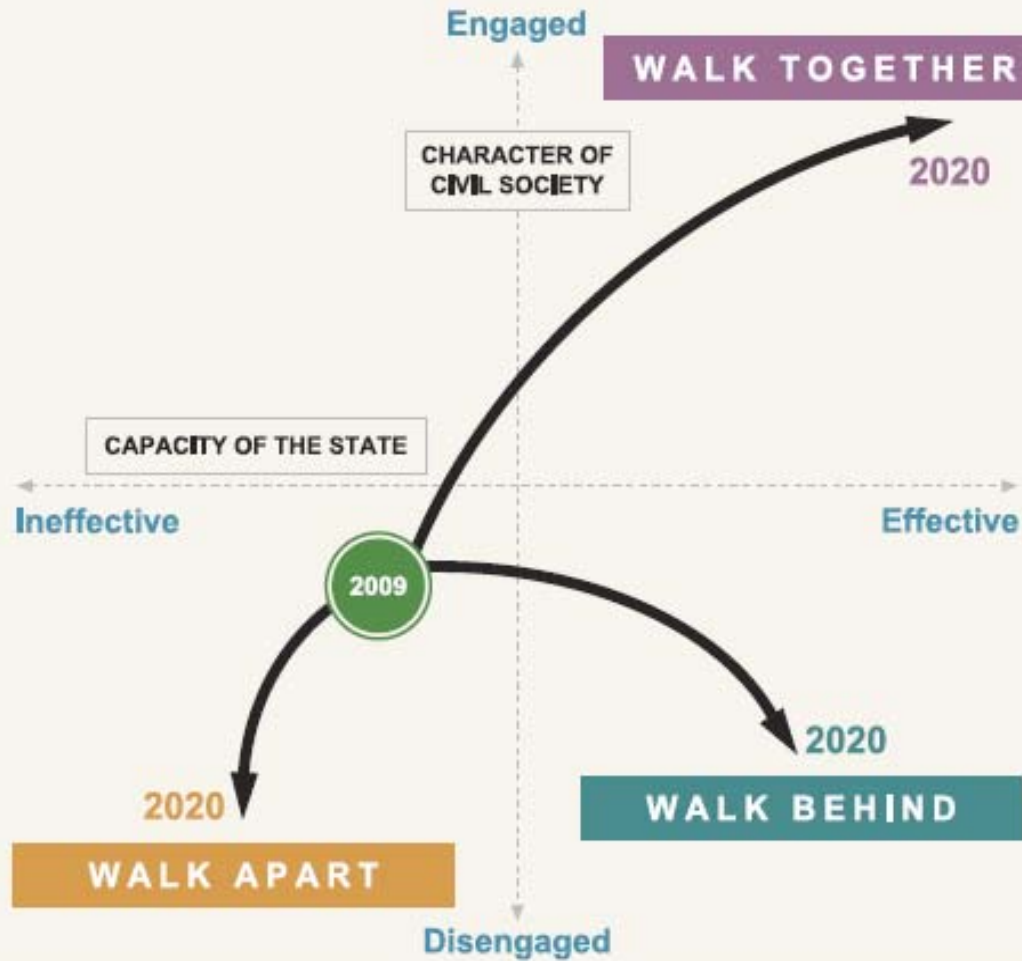 Engaged
WALK TOGETHER
CHARACTER OF
CIVIL SOCIETY
2020
CAPACITY OF THE STATE
Ineffective
Effective
2009
2020
WALK BEHIND
2020
WALK APART
Disengaged